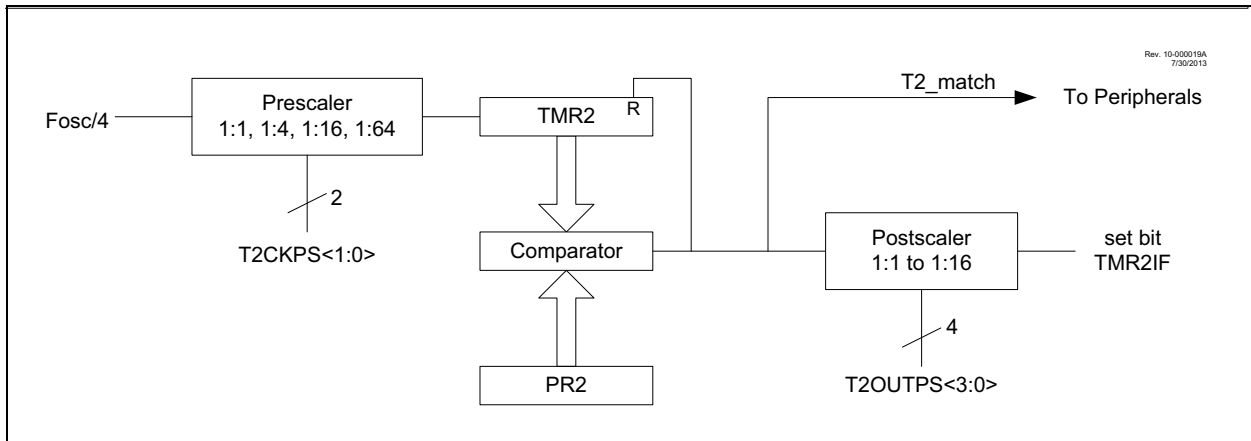 Rev. 10-000019A
7/30/2013
Fosc/4
Prescaler
1:1, 1:4, 1:16, 1:64
2
T2CKPS<1:0>
TMR2
R
Comparator
PR2
T2_match
To Peripherals
Postscaler
1:1 to 1:16
4
T2OUTPS<3:0>
set bit
TMR2IF